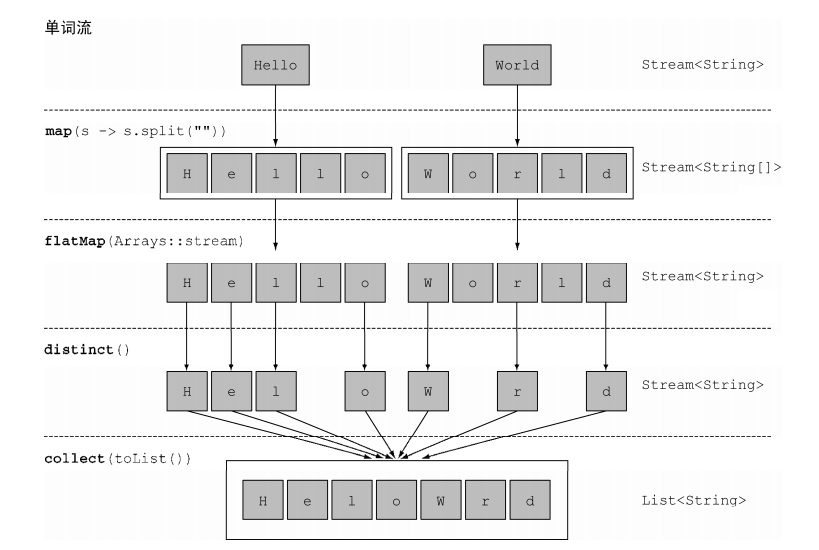 单词流
Hello World Stream<String>
map(s -> s.split(""))
H e l l o W o r l d Stream<String[]>
flatMap(Arrays::stream)
H e l l o W o r l d Stream<String>
distinct()
H e l o W r d Stream<String>
collect(toList())
H e l o W r d List<String>